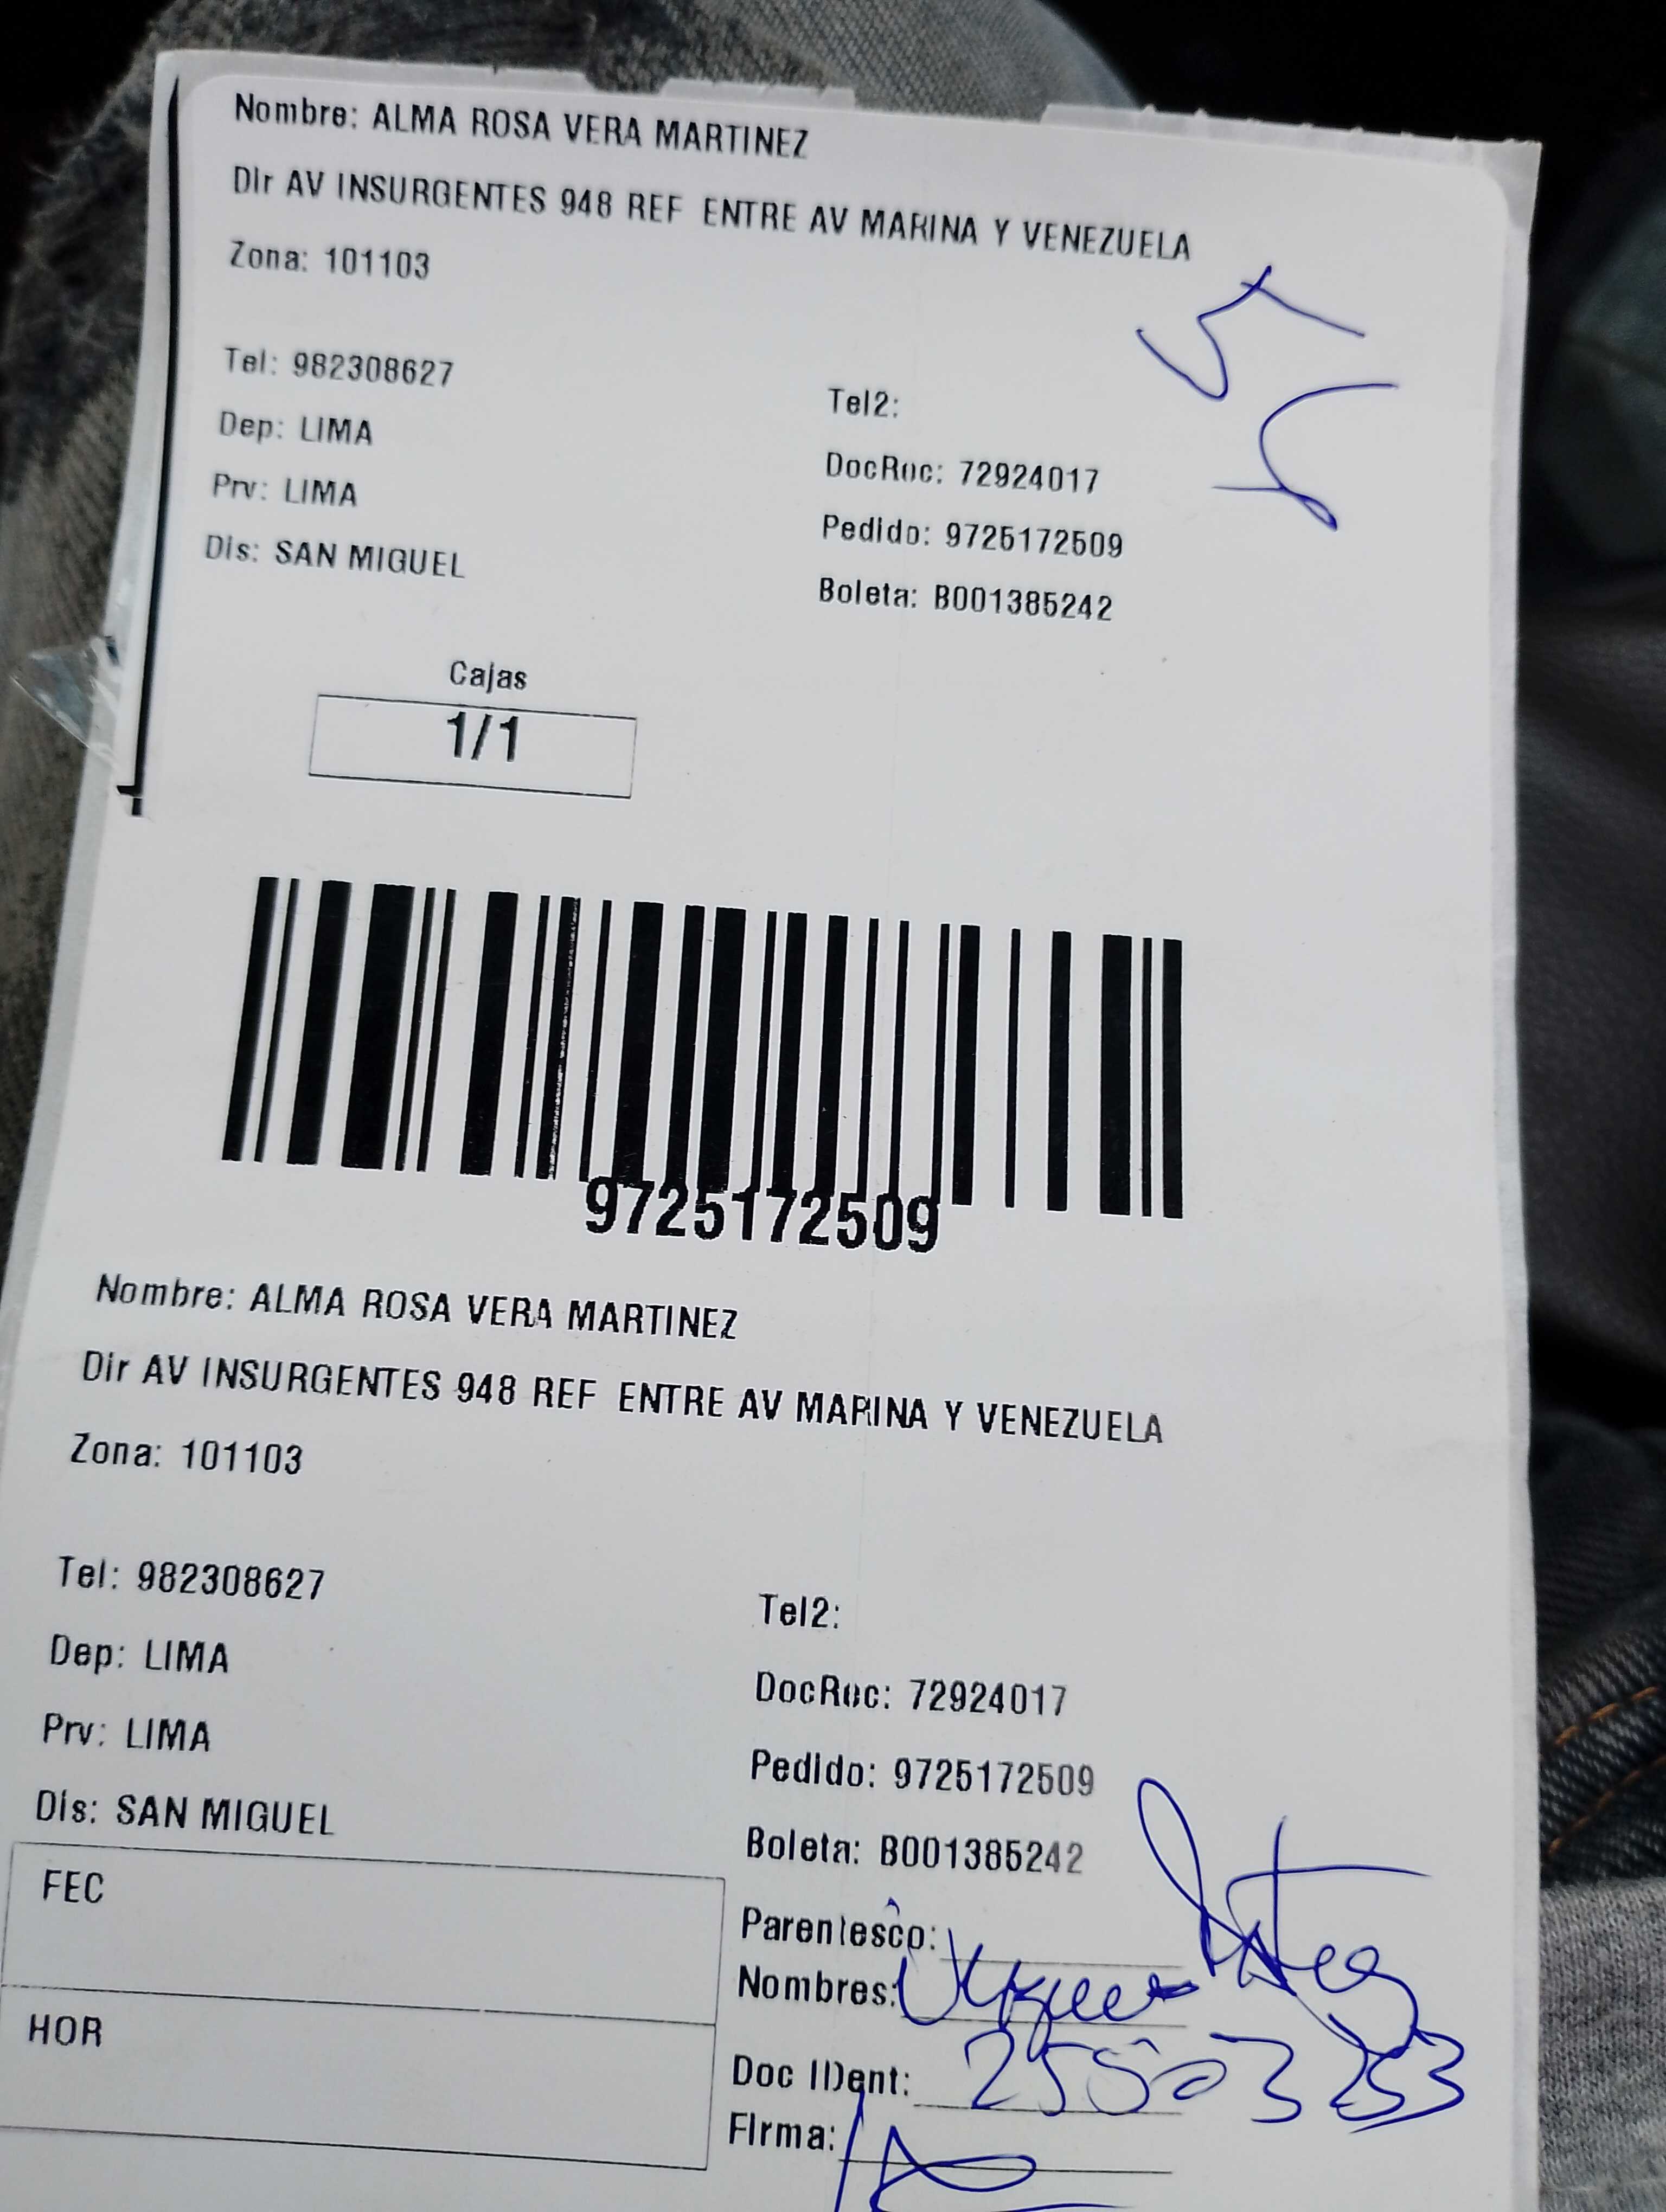 Nombre: ALMA ROSA VERA MARTINEZ
Dir AV INSURGENTES 948 REF ENTRE AV MARINA Y VENEZUELA
Zona: 101103
Tel: 982308627
Tel2:
Dep: LIMA
DocRec: 72924017
Prv: LIMA
Pedido: 9725172509
Dis: SAN MIGUEL
Boleta: B001385242
Cajas
1/1
9725172509
Nombre: ALMA ROSA VERA MARTINEZ
Dir AV INSURGENTES 948 REF ENTRE AV MARINA Y VENEZUELA
Zona: 101103
Tel: 982308627
Tel2:
Dep: LIMA
DocRec: 72924017
Prv: LIMA
Pedido: 9725172509
Dis: SAN MIGUEL
Boleta: B001385242
FEC
Parentesco:
Nombres:
HOR
Doc IDent:
Firma: